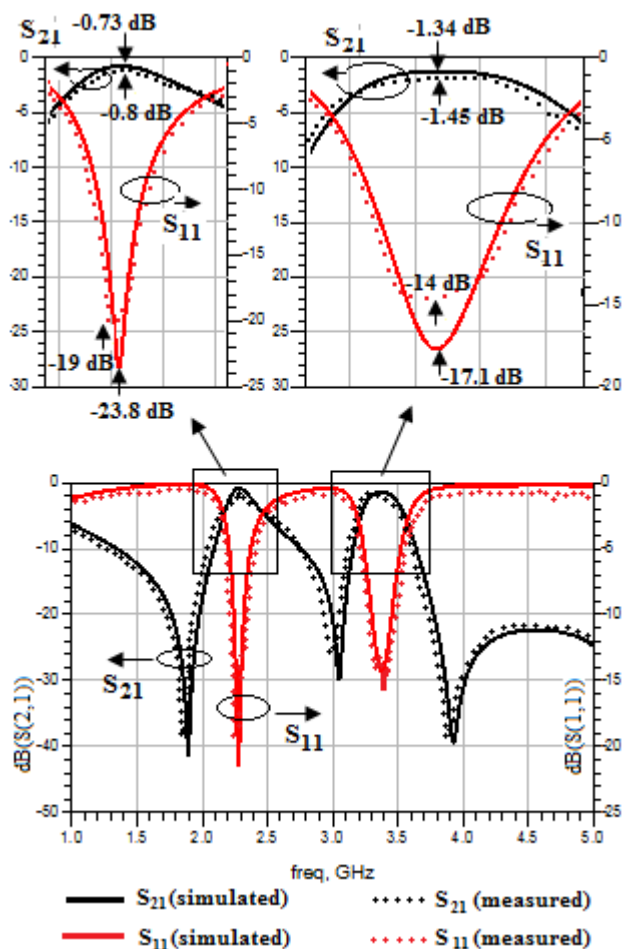 S21
-0.73 dB
-0.8 dB
S11
-19 dB
-23.8 dB
0
-5
-10
-15
-20
-25
-30
0
-5
-10
-15
-20
-25
S21
-1.34 dB
-1.45 dB
S11
-14 dB
-17.1 dB
0
-5
-10
-15
-20
-25
-30
0
-5
-10
-15
-20
dB(S(2,1))
0
-10
-20
-30
-40
-50
S21
S11
0
-5
-10
-15
-20
-25
dB(S(1,1))
1.0 1.5 2.0 2.5 3.0 3.5 4.0 4.5 5.0
freq, GHz
S21(simulated) S21 (measured)
S11(simulated) S11 (measured)